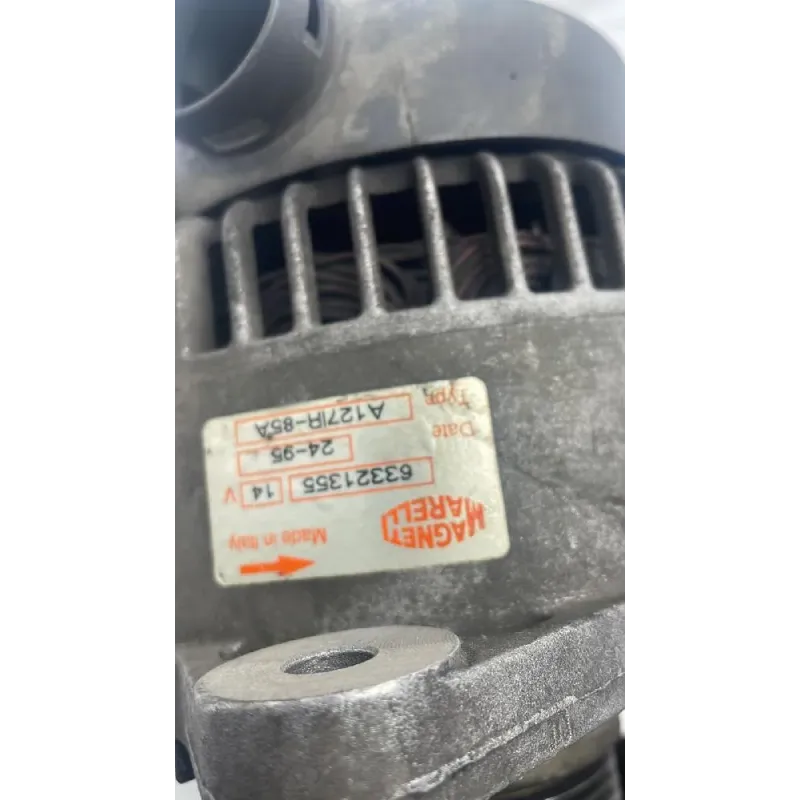 Made in Italy
MAGNETI
MARELLI
63321355 14 V
Date 24-95
Type A127IR-85A